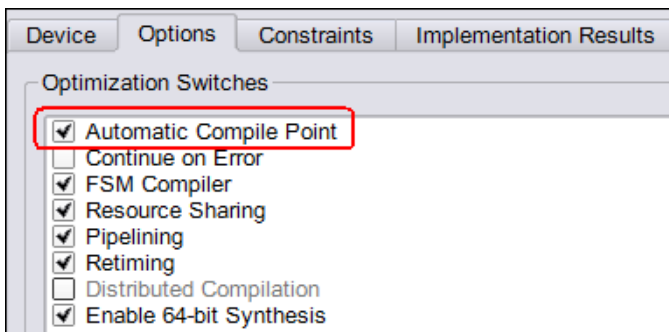 Device Options Constraints Implementation Results
Optimization Switches
Automatic Compile Point
Continue on Error
FSM Compiler
Resource Sharing
Pipelining
Retiming
Distributed Compilation
Enable 64-bit Synthesis